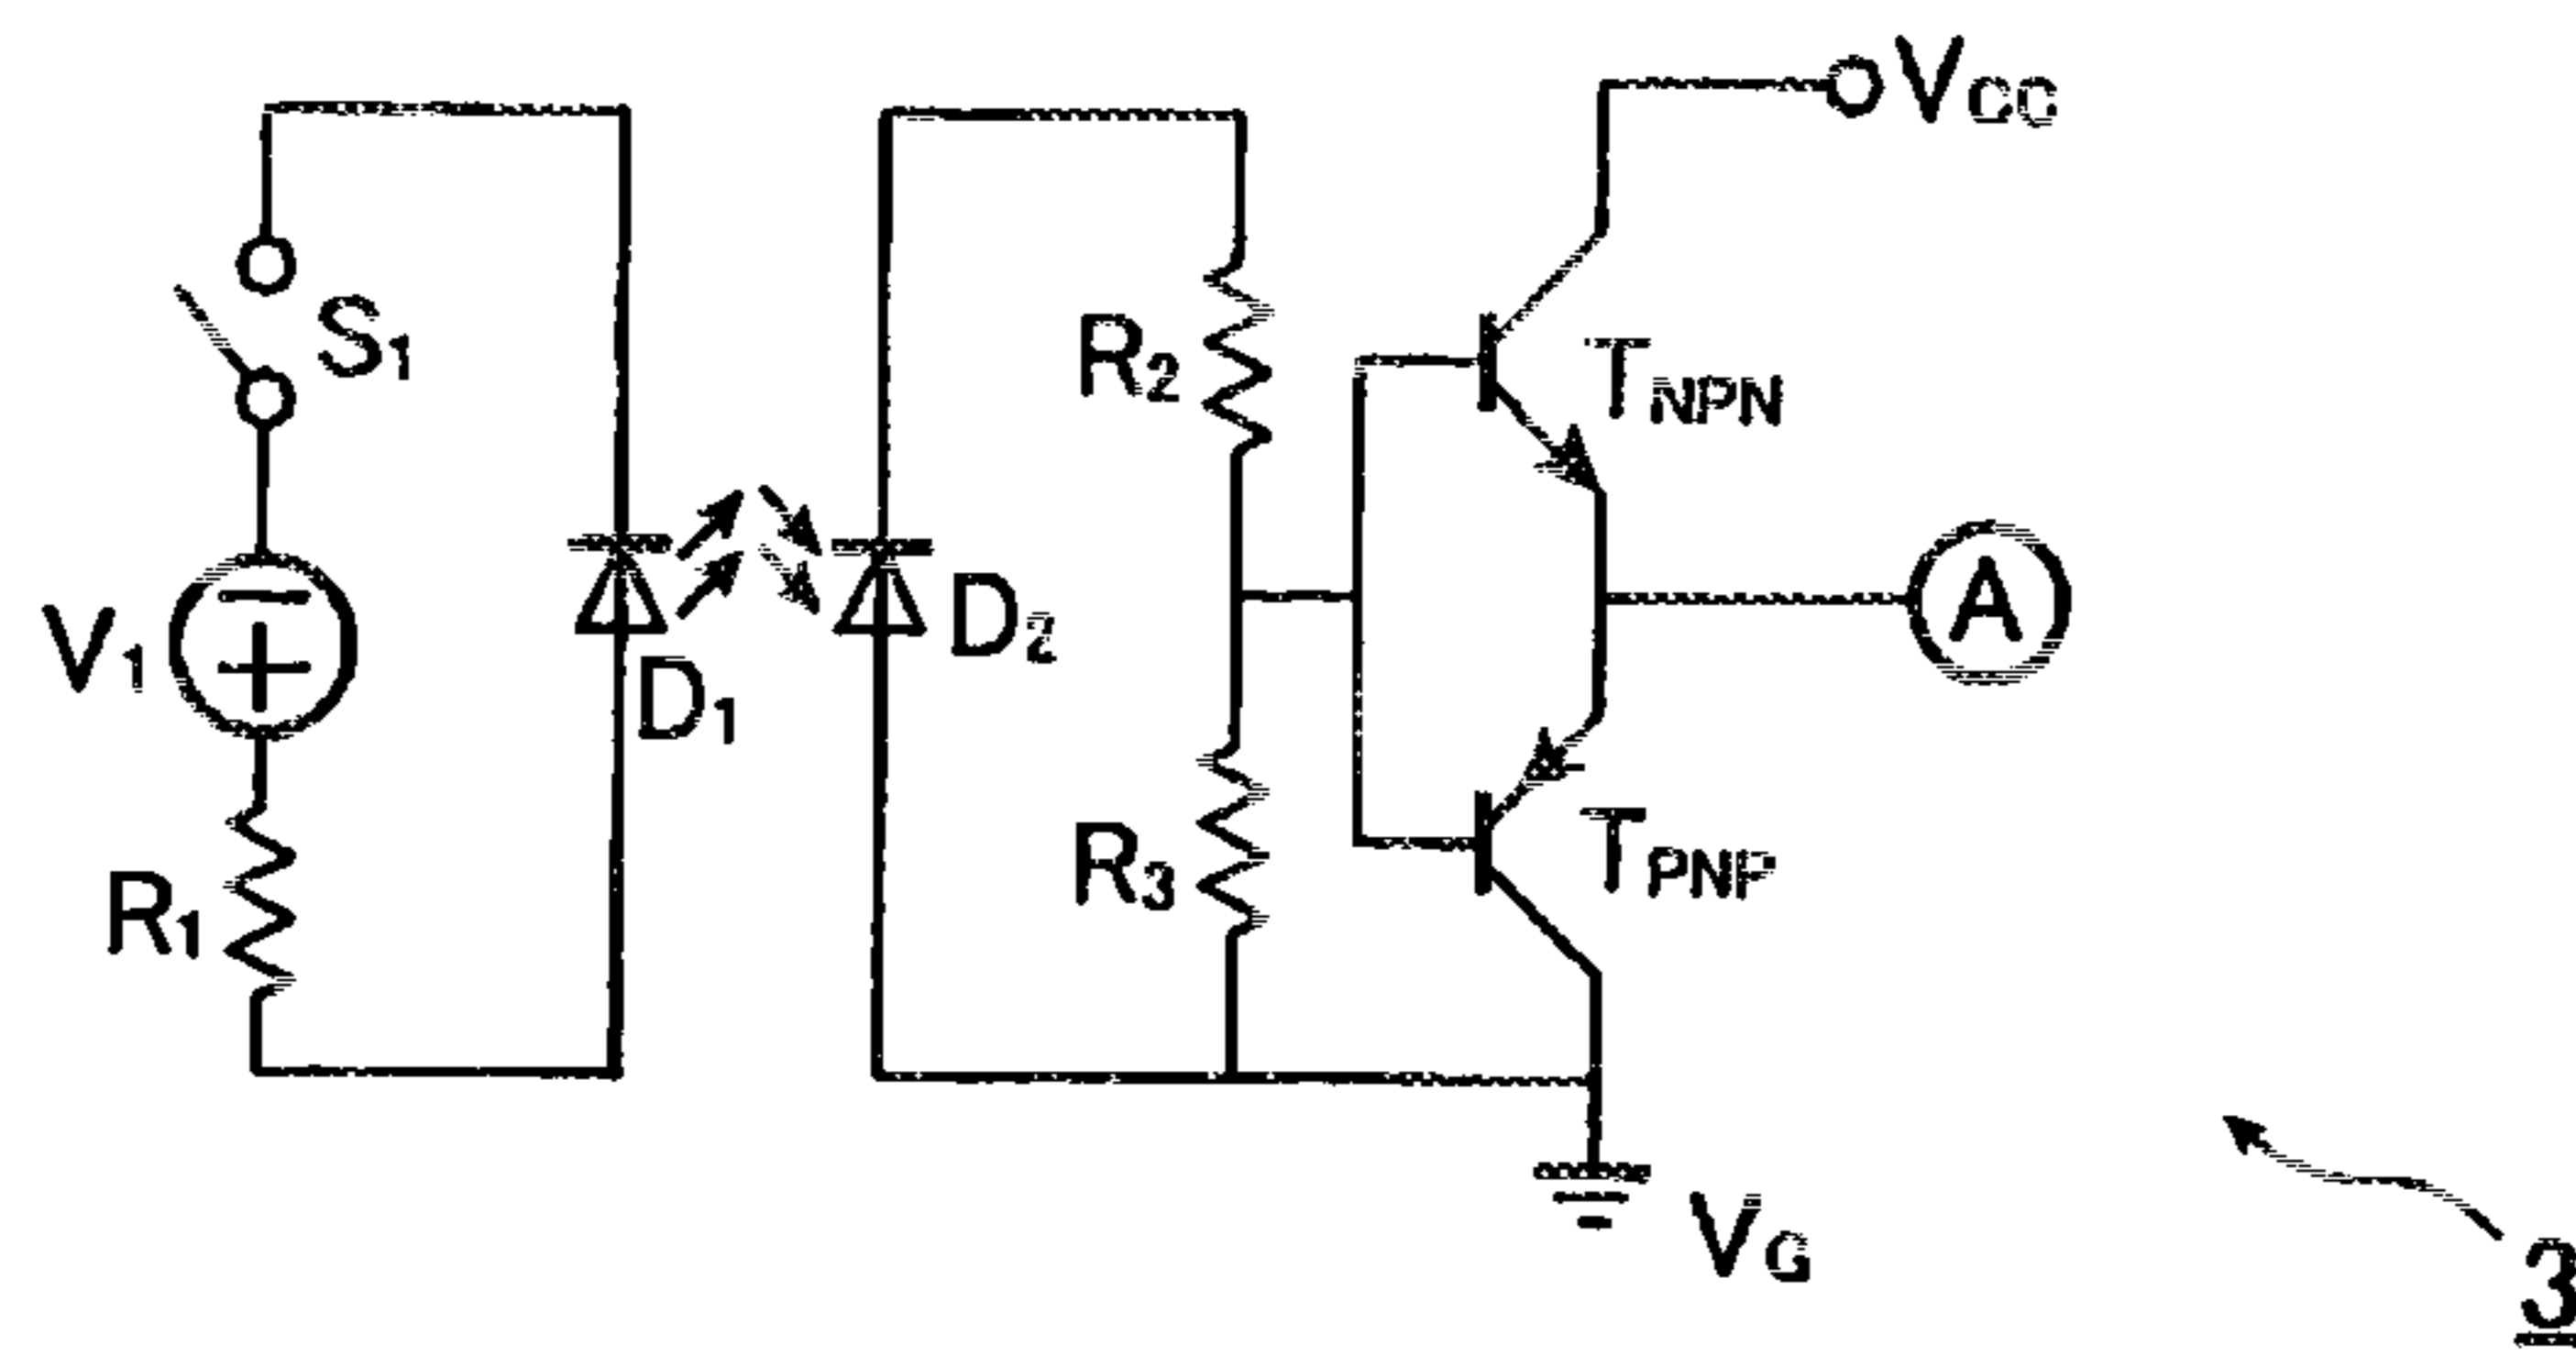 VCC
S1
R2
TNPN
V1
− +
D1
D2
A
R1
R3
TPNP
VG
3